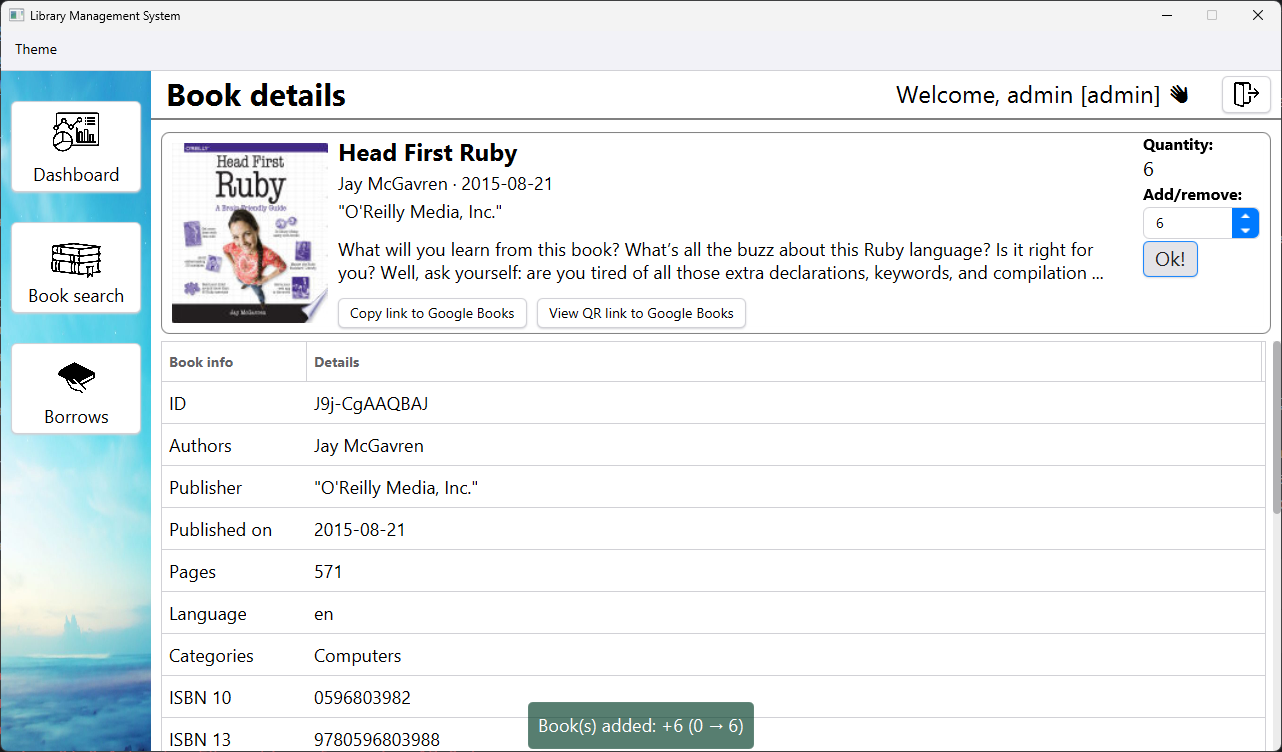 Library Management System
Theme
Dashboard
Book search
Borrows
Book details
Welcome, admin [admin]
O'REILLY
Head First
Ruby
A Brain-Friendly Guide
Jay McGavren
Head First Ruby
Jay McGavren · 2015-08-21
"O'Reilly Media, Inc."
What will you learn from this book? What’s all the buzz about this Ruby language? Is it right for
you? Well, ask yourself: are you tired of all those extra declarations, keywords, and compilation ...
Copy link to Google Books
View QR link to Google Books
Quantity:
6
Add/remove:
6
Ok!
Book info Details
ID J9j-CgAAQBAJ
Authors Jay McGavren
Publisher "O'Reilly Media, Inc."
Published on 2015-08-21
Pages 571
Language en
Categories Computers
ISBN 10 0596803982
ISBN 13 9780596803988
Book(s) added: +6 (0 → 6)